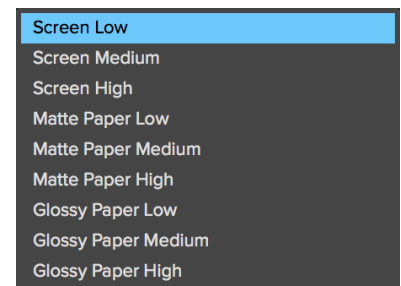 Screen Low
Screen Medium
Screen High
Matte Paper Low
Matte Paper Medium
Matte Paper High
Glossy Paper Low
Glossy Paper Medium
Glossy Paper High